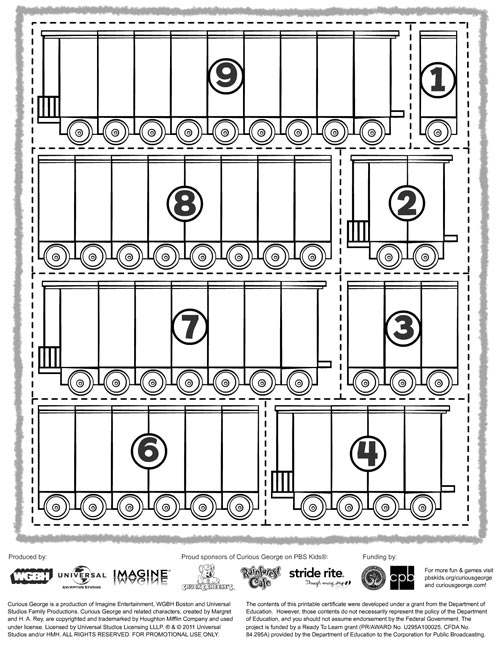 9
1
8
2
7
3
6
4
Produced by:
Proud sponsors of Curious George on PBS Kids®:
Funding by:
WGBH
UNIVERSAL
IMAGINE
CHUCK E. CHEESE'S
Rainforest Cafe
stride rite.
cpb
For more fun & games visit
pbskids.org/curiousgeorge
and curiousgeorge.com!
Curious George is a production of Imagine Entertainment, WGBH Boston and Universal
Studios Family Productions. Curious George and related characters, created by Margret
and H. A. Rey, are copyrighted and trademarked by Houghton Mifflin Company and used
under license. Licensed by Universal Studios Licensing LLLP. ® & © 2011 Universal
Studios and/or HMH. ALL RIGHTS RESERVED. FOR PROMOTIONAL USE ONLY.
The contents of this printable certificate were developed under a grant from the Department of
Education. However, those contents do not necessarily represent the policy of the Department
of Education, and you should not assume endorsement by the Federal Government. The
project is funded by a Ready To Learn grant (PR/AWARD No. U295A100025, CFDA No.
84.295A) provided by the Department of Education to the Corporation for Public Broadcasting.